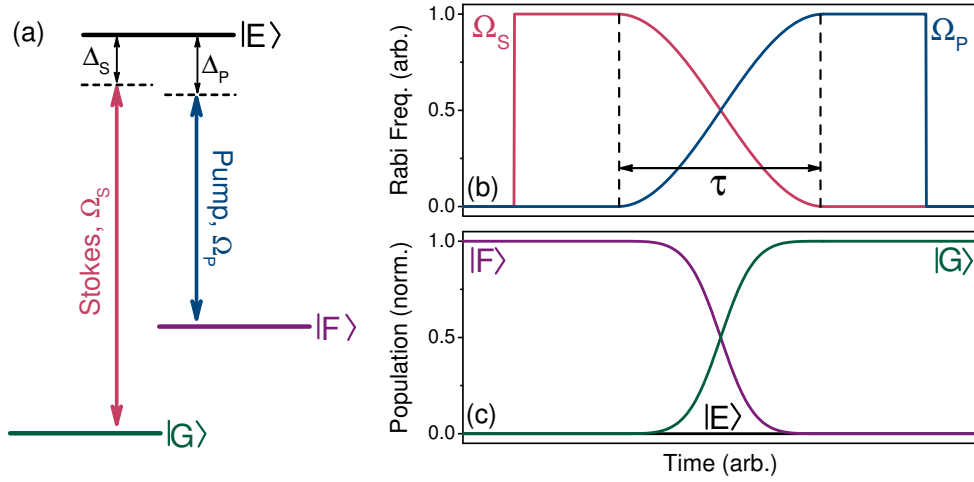 (a)
|E⟩
Δ_S
Δ_P
Stokes, Ω_S
Pump, Ω_P
|F⟩
|G⟩
Rabi Freq. (arb.)
1.0
0.5
0.0
Ω_S
Ω_P
τ
(b)
Population (norm.)
1.0
0.5
0.0
|F⟩
|G⟩
|E⟩
(c)
Time (arb.)